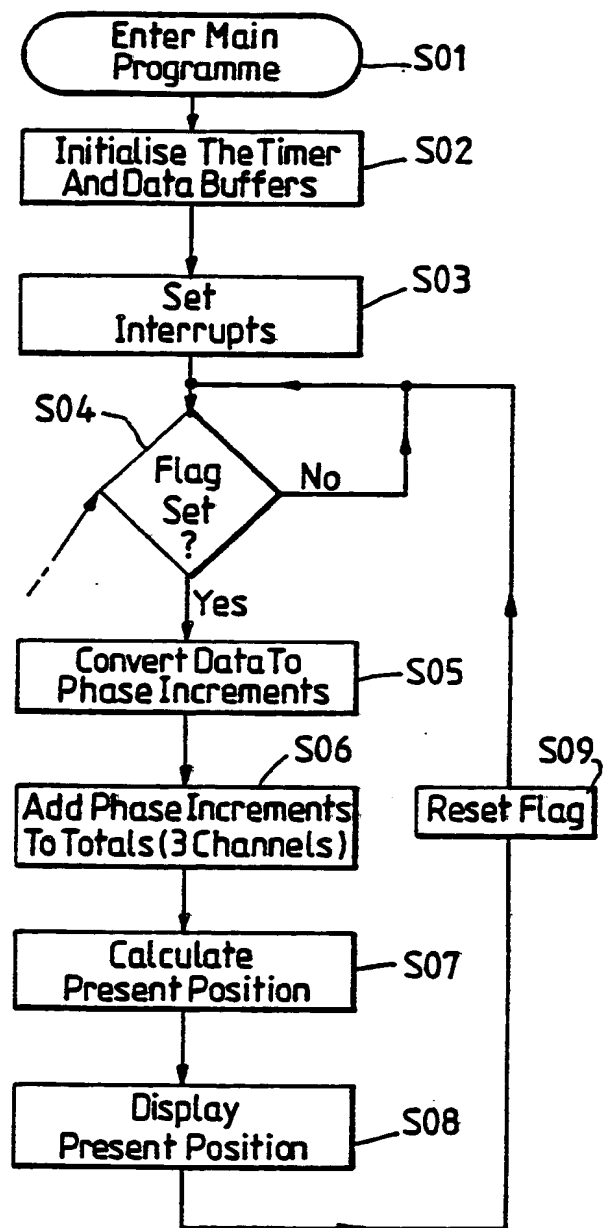 Enter Main
Programme
S01
Initialise The Timer
And Data Buffers
S02
Set
Interrupts
S03
S04
Flag
Set
?
No
Yes
Convert Data To
Phase Increments
S05
S06
Add Phase Increments
To Totals (3 Channels)
S09
Reset Flag
Calculate
Present Position
S07
Display
Present Position
S08